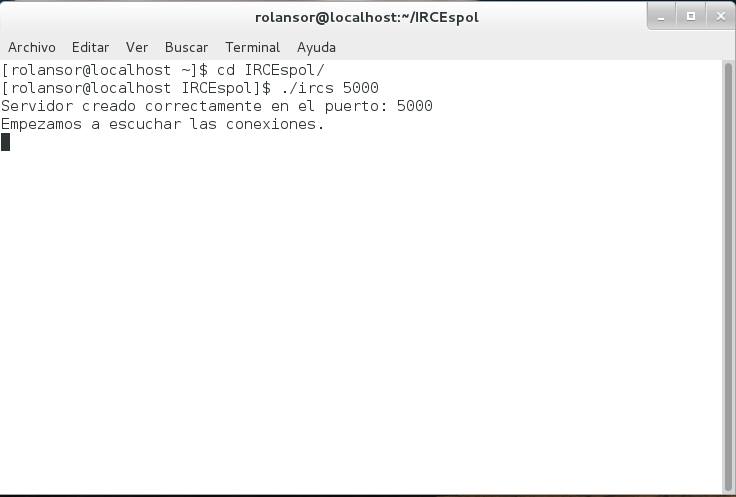 rolansor@localhost:~/IRCEspol
Archivo Editar Ver Buscar Terminal Ayuda
[rolansor@localhost ~]$ cd IRCEspol/
[rolansor@localhost IRCEspol]$ ./ircs 5000
Servidor creado correctamente en el puerto: 5000
Empezamos a escuchar las conexiones.